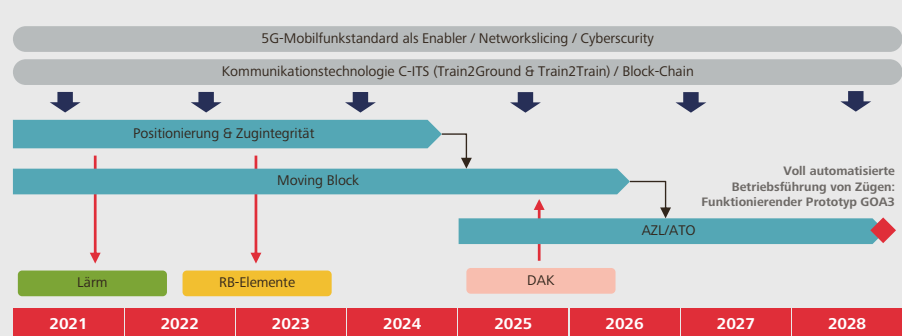 5G-Mobilfunkstandard als Enabler / Networkslicing / Cyberscurity
Kommunikationstechnologie C-ITS (Train2Ground & Train2Train) / Block-Chain
Positionierung & Zugintegrität
Moving Block
Voll automatisierte
Betriebsführung von Zügen:
Funktionierender Prototyp GOA3
AZL/ATO
Lärm
RB-Elemente
DAK
2021
2022
2023
2024
2025
2026
2027
2028